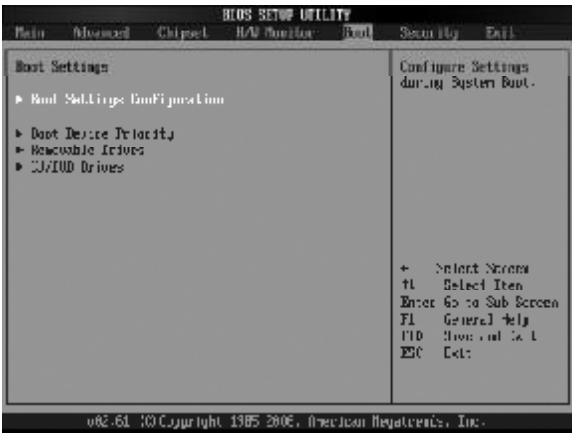 BIOS SETUP UTILITY
Main Advanced Chipset H/W Monitor Boot Security Exit
Boot Settings
Boot Settings Configuration
Boot Device Priority
Removable Drives
CD/DVD Drives
Configure Settings
during System Boot.
← Select Screen
↑↓ Select Item
Enter Go to Sub Screen
F1 General Help
F10 Save and Exit
ESC Exit
v02.61 (C)Copyright 1985-2006, American Megatrends, Inc.